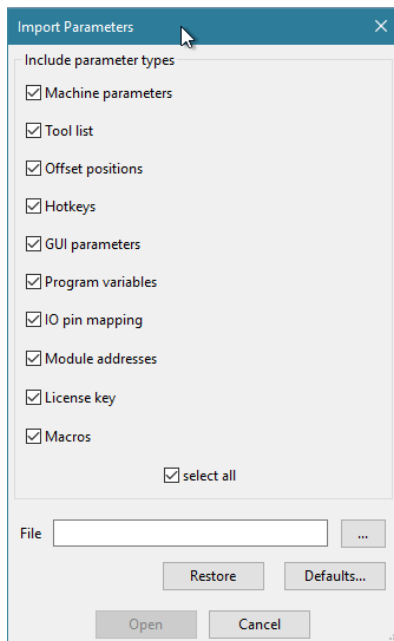 Import Parameters
Include parameter types
Machine parameters
Tool list
Offset positions
Hotkeys
GUI parameters
Program variables
IO pin mapping
Module addresses
License key
Macros
select all
File ...
Restore Defaults...
Open Cancel